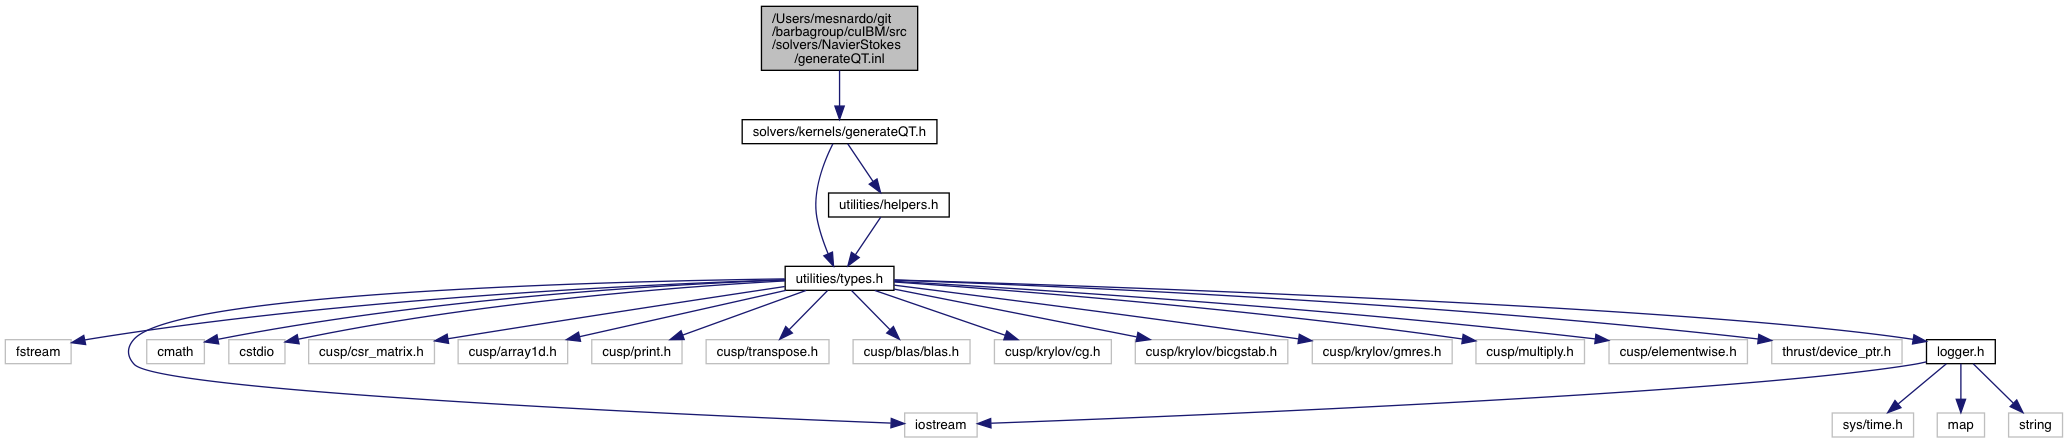 /Users/mesnardo/git
/barbagroup/cuIBM/src
/solvers/NavierStokes
/generateQT.inl
solvers/kernels/generateQT.h
utilities/helpers.h
utilities/types.h
fstream
cmath
cstdio
cusp/csr_matrix.h
cusp/array1d.h
cusp/print.h
cusp/transpose.h
cusp/blas/blas.h
cusp/krylov/cg.h
cusp/krylov/bicgstab.h
cusp/krylov/gmres.h
cusp/multiply.h
cusp/elementwise.h
thrust/device_ptr.h
logger.h
iostream
sys/time.h
map
string